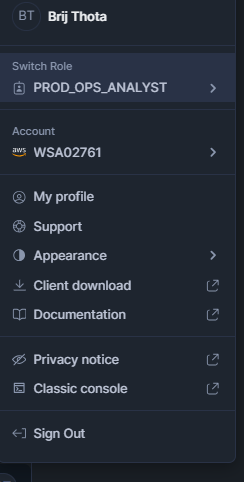 BT Brij Thota
Switch Role
PROD_OPS_ANALYST
Account
aws WSA02761
My profile
Support
Appearance
Client download
Documentation
Privacy notice
Classic console
Sign Out